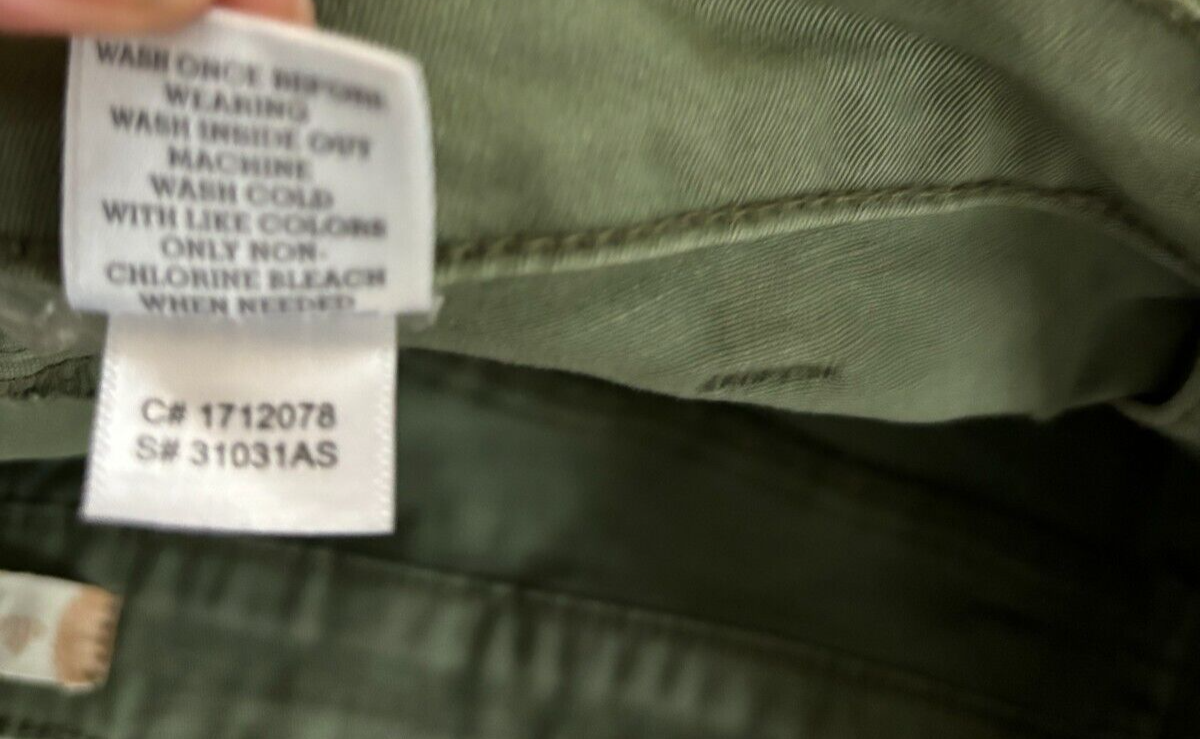 WASH ONCE BEFORE
WEARING
WASH INSIDE OUT
MACHINE
WASH COLD
WITH LIKE COLORS
ONLY NON-
CHLORINE BLEACH
WHEN NEEDED
C# 1712078
S# 31031AS